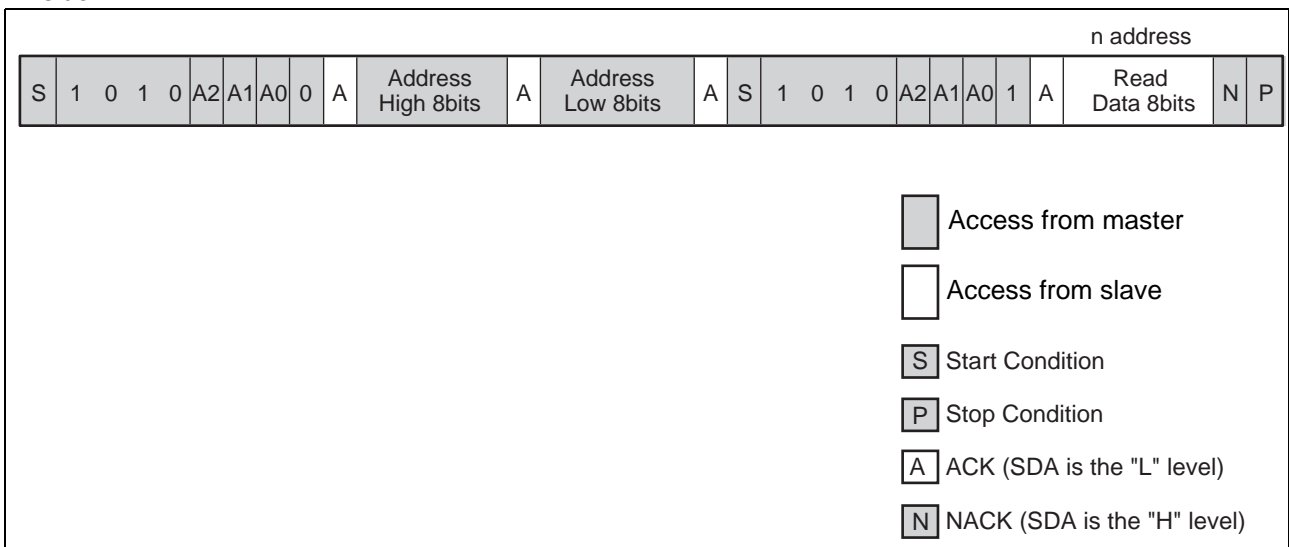 n address
S 1 0 1 0 A2 A1 A0 0 A Address High 8bits A Address Low 8bits A S 1 0 1 0 A2 A1 A0 1 A Read Data 8bits N P
Access from master
Access from slave
S Start Condition
P Stop Condition
A ACK (SDA is the "L" level)
N NACK (SDA is the "H" level)